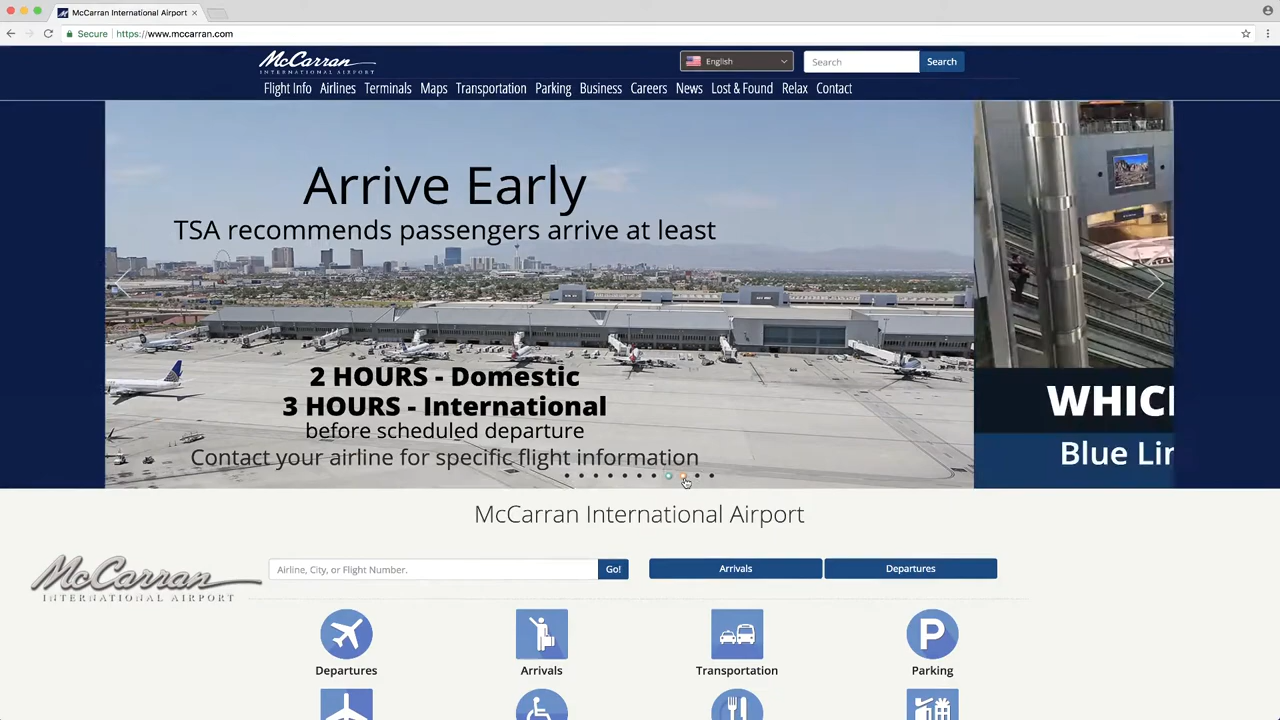 McCarran International Airport
Secure https://www.mccarran.com
McCarran
INTERNATIONAL AIRPORT
English
Search
Search
Flight Info Airlines Terminals Maps Transportation Parking Business Careers News Lost & Found Relax Contact
Arrive Early
TSA recommends passengers arrive at least
2 HOURS - Domestic
3 HOURS - International
before scheduled departure
Contact your airline for specific flight information
Blue Lin
McCarran International Airport
McCarran
INTERNATIONAL AIRPORT
Airline, City, or Flight Number.
Go!
Arrivals
Departures
P
Departures
Arrivals
Transportation
Parking